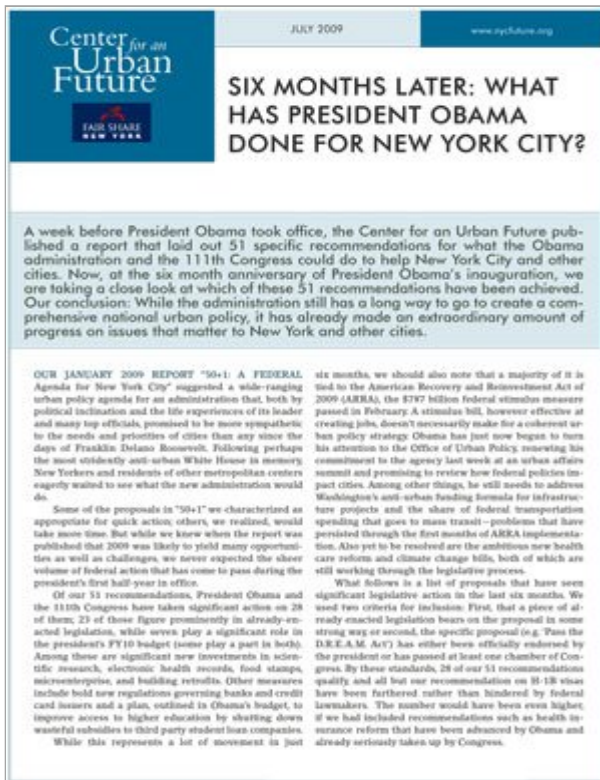 Center for an
Urban
Future
FAIR SHARE
NEW YORK
JULY 2009
www.nycfuture.org
SIX MONTHS LATER: WHAT
HAS PRESIDENT OBAMA
DONE FOR NEW YORK CITY?
A week before President Obama took office, the Center for an Urban Future pub-
lished a report that laid out 51 specific recommendations for what the Obama
administration and the 111th Congress could do to help New York City and other
cities. Now, at the six month anniversary of President Obama's inauguration, we
are taking a close look at which of these 51 recommendations have been achieved.
Our conclusion: While the administration still has a long way to go to create a com-
prehensive national urban policy, it has already made an extraordinary amount of
progress on issues that matter to New York and other cities.
OUR JANUARY 2009 REPORT "50+1: A FEDERAL
Agenda for New York City" suggested a wide-ranging
urban policy agenda for an administration that, both by
political inclination and the life experiences of its leader
and many top officials, promised to be more sympathetic
to the needs and priorities of cities than any since the
days of Franklin Delano Roosevelt. Following perhaps
the most stridently anti-urban White House in memory,
New Yorkers and residents of other metropolitan centers
eagerly waited to see what the new administration would
do.
Some of the proposals in "50+1" we characterized as
appropriate for quick action; others, we realized, would
take more time. But while we knew when the report was
published that 2009 was likely to yield many opportuni-
ties as well as challenges, we never expected the sheer
volume of federal action that has come to pass during the
president's first half-year in office.
Of our 51 recommendations, President Obama and
the 111th Congress have taken significant action on 28
of them; 23 of those figure prominently in already-en-
acted legislation, while seven play a significant role in
the president's FY10 budget (some play a part in both).
Among these are significant new investments in scien-
tific research, electronic health records, food stamps,
microenterprise, and building retrofits. Other measures
include bold new regulations governing banks and credit
card issuers and a plan, outlined in Obama's budget, to
improve access to higher education by shutting down
wasteful subsidies to third party student loan companies.
While this represents a lot of movement in just
six months, we should also note that a majority of it is
tied to the American Recovery and Reinvestment Act of
2009 (ARRA), the $787 billion federal stimulus measure
passed in February. A stimulus bill, however effective at
creating jobs, doesn't necessarily make for a coherent ur-
ban policy strategy. Obama has just now begun to turn
his attention to the Office of Urban Policy, renewing his
commitment to the agency last week at an urban affairs
summit and promising to review how federal policies im-
pact cities. Among other things, he still needs to address
Washington's anti-urban funding formula for infrastruc-
ture projects and the share of federal transportation
spending that goes to mass transit—problems that have
persisted through the first months of ARRA implementa-
tion. Also yet to be resolved are the ambitious new health
care reform and climate change bills, both of which are
still working through the legislative process.
What follows is a list of proposals that have seen
significant legislative action in the last six months. We
used two criteria for inclusion: First, that a piece of al-
ready enacted legislation bears on the proposal in some
strong way or second, the specific proposal (e.g. 'Pass the
D.R.E.A.M. Act') has either been officially endorsed by
the president or has passed at least one chamber of Con-
gress. By these standards, 28 of our 51 recommendations
qualify, and all but our recommendation on H-1B visas
have been furthered rather than hindered by federal
lawmakers. The number would have been even higher,
if we had included recommendations such as health in-
surance reform that have been advanced by Obama and
already seriously taken up by Congress.